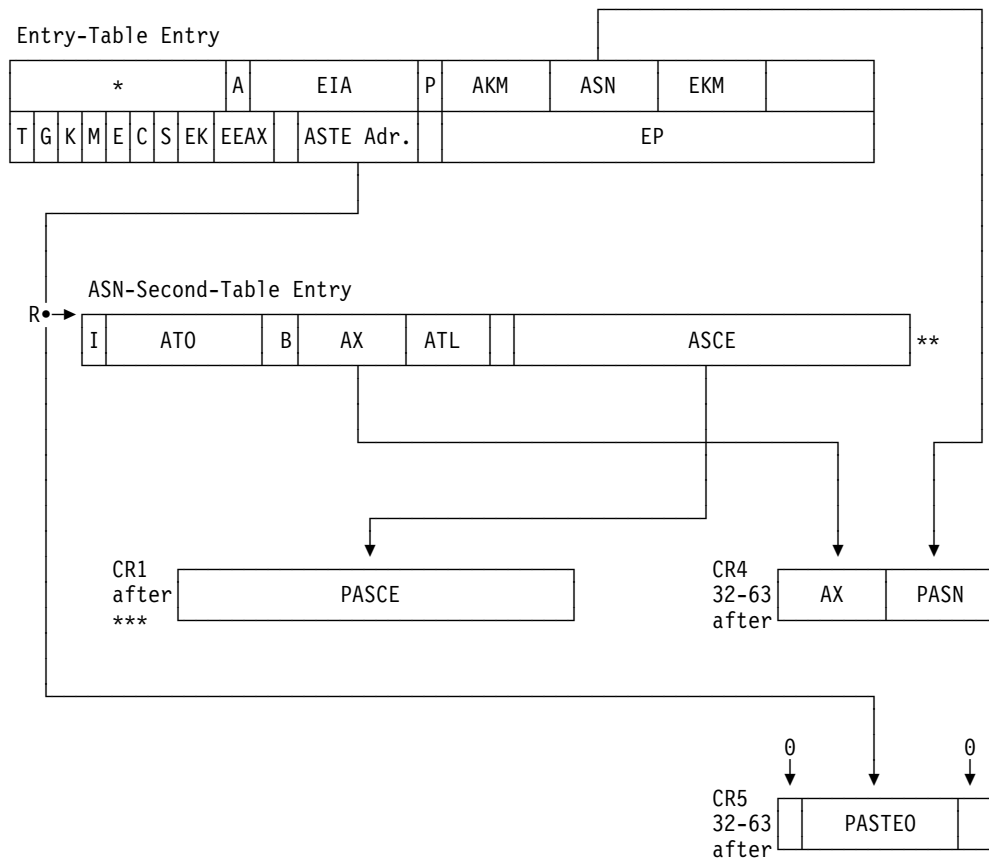 Entry-Table Entry
* A EIA P AKM ASN EKM
T G K M E C S EK EEAX ASTE Adr. EP
ASN-Second-Table Entry
R
I ATO B AX ATL ASCE **
CR1
after
***
PASCE
CR4
32-63
after
AX PASN
0 0
CR5
32-63
after
PASTEO